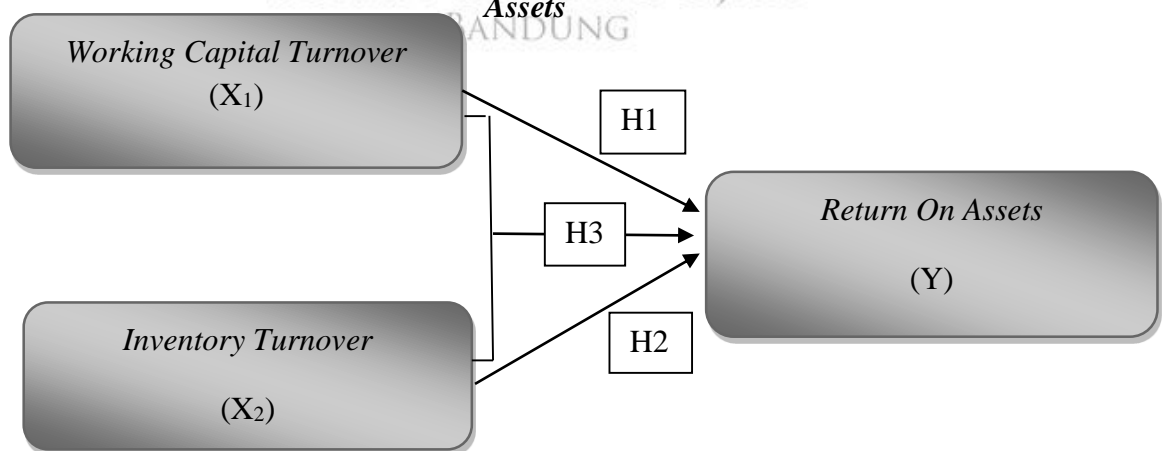 Assets
BANDUNG
Working Capital Turnover
(X₁)
H1
Return On Assets
H3
(Y)
Inventory Turnover
H2
(X₂)